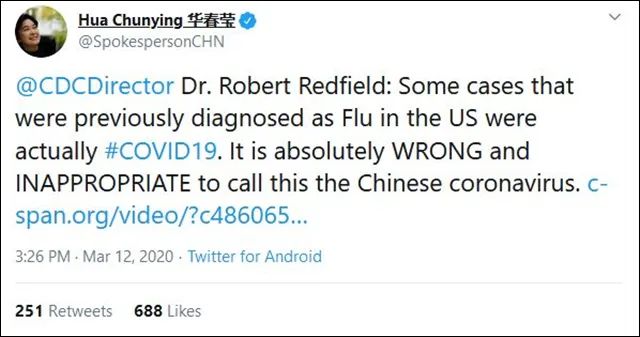 Hua Chunying 华春莹
@SpokespersonCHN
@CDCDirector Dr. Robert Redfield: Some cases that
were previously diagnosed as Flu in the US were
actually #COVID19. It is absolutely WRONG and
INAPPROPRIATE to call this the Chinese coronavirus. c-
span.org/video/?c486065...
3:26 PM · Mar 12, 2020 · Twitter for Android
251 Retweets 688 Likes